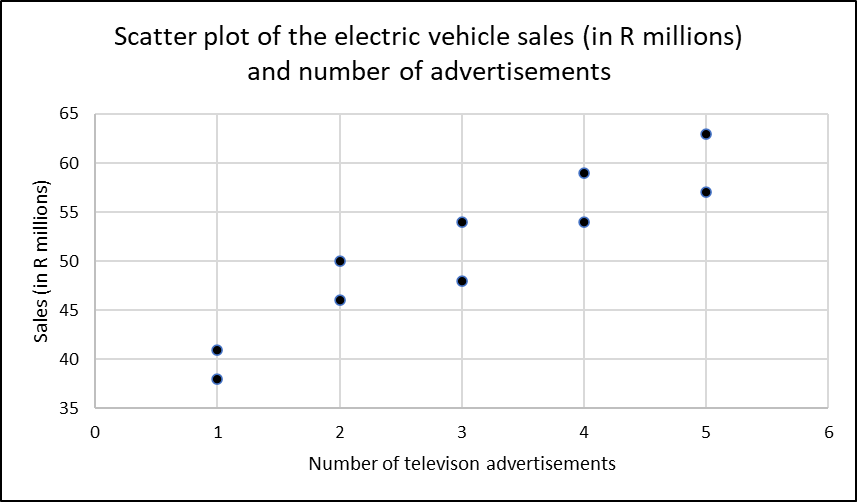 Scatter plot of the electric vehicle sales (in R millions)
and number of advertisements
65
60
55
50
45
40
35
Sales (in R millions)
0 1 2 3 4 5 6
Number of televison advertisements